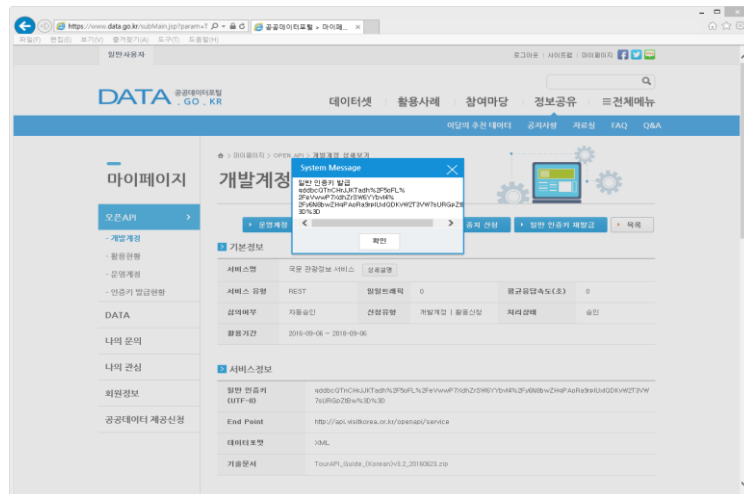 https://www.data.go.kr/subMain.jsp?param=T
공공데이터포털 > 마이페...
파일(F) 편집(E) 보기(V) 즐겨찾기(A) 도구(T) 도움말(H)
일반사용자
로그아웃 | 사이트맵 | 마이페이지
DATA 공공데이터포털
.GO.KR
데이터셋 활용사례 참여마당 정보공유 ≡전체메뉴
이달의 추천 데이터 공지사항 자료실 FAQ Q&A
> 마이페이지 > OPEN API > 개발계정 상세보기
마이페이지
개발계정
System Message
일반 인증키 발급
확인
오픈API >
- 개발계정
- 활용현황
- 운영계정
- 인증키 발급현황
DATA
나의 문의
나의 관심
회원정보
공공데이터 제공신청
운영계정
중지 신청
일반 인증키 재발급
목록
기본정보
서비스명 국문 관광정보 서비스 상세설명
서비스 유형 REST 일일트래픽 0 평균응답속도(초) 0
심의여부 자동승인 신청유형 개발계정 | 활용신청 처리상태 승인
활용기간 2016-09-06 ~ 2018-09-06
서비스정보
일반 인증키
(UTF-8)
End Point http://api.visitkorea.or.kr/openapi/service
데이터포맷 XML
기술문서 TourAPI_Guide_(Korean)v3.2_20160623.zip